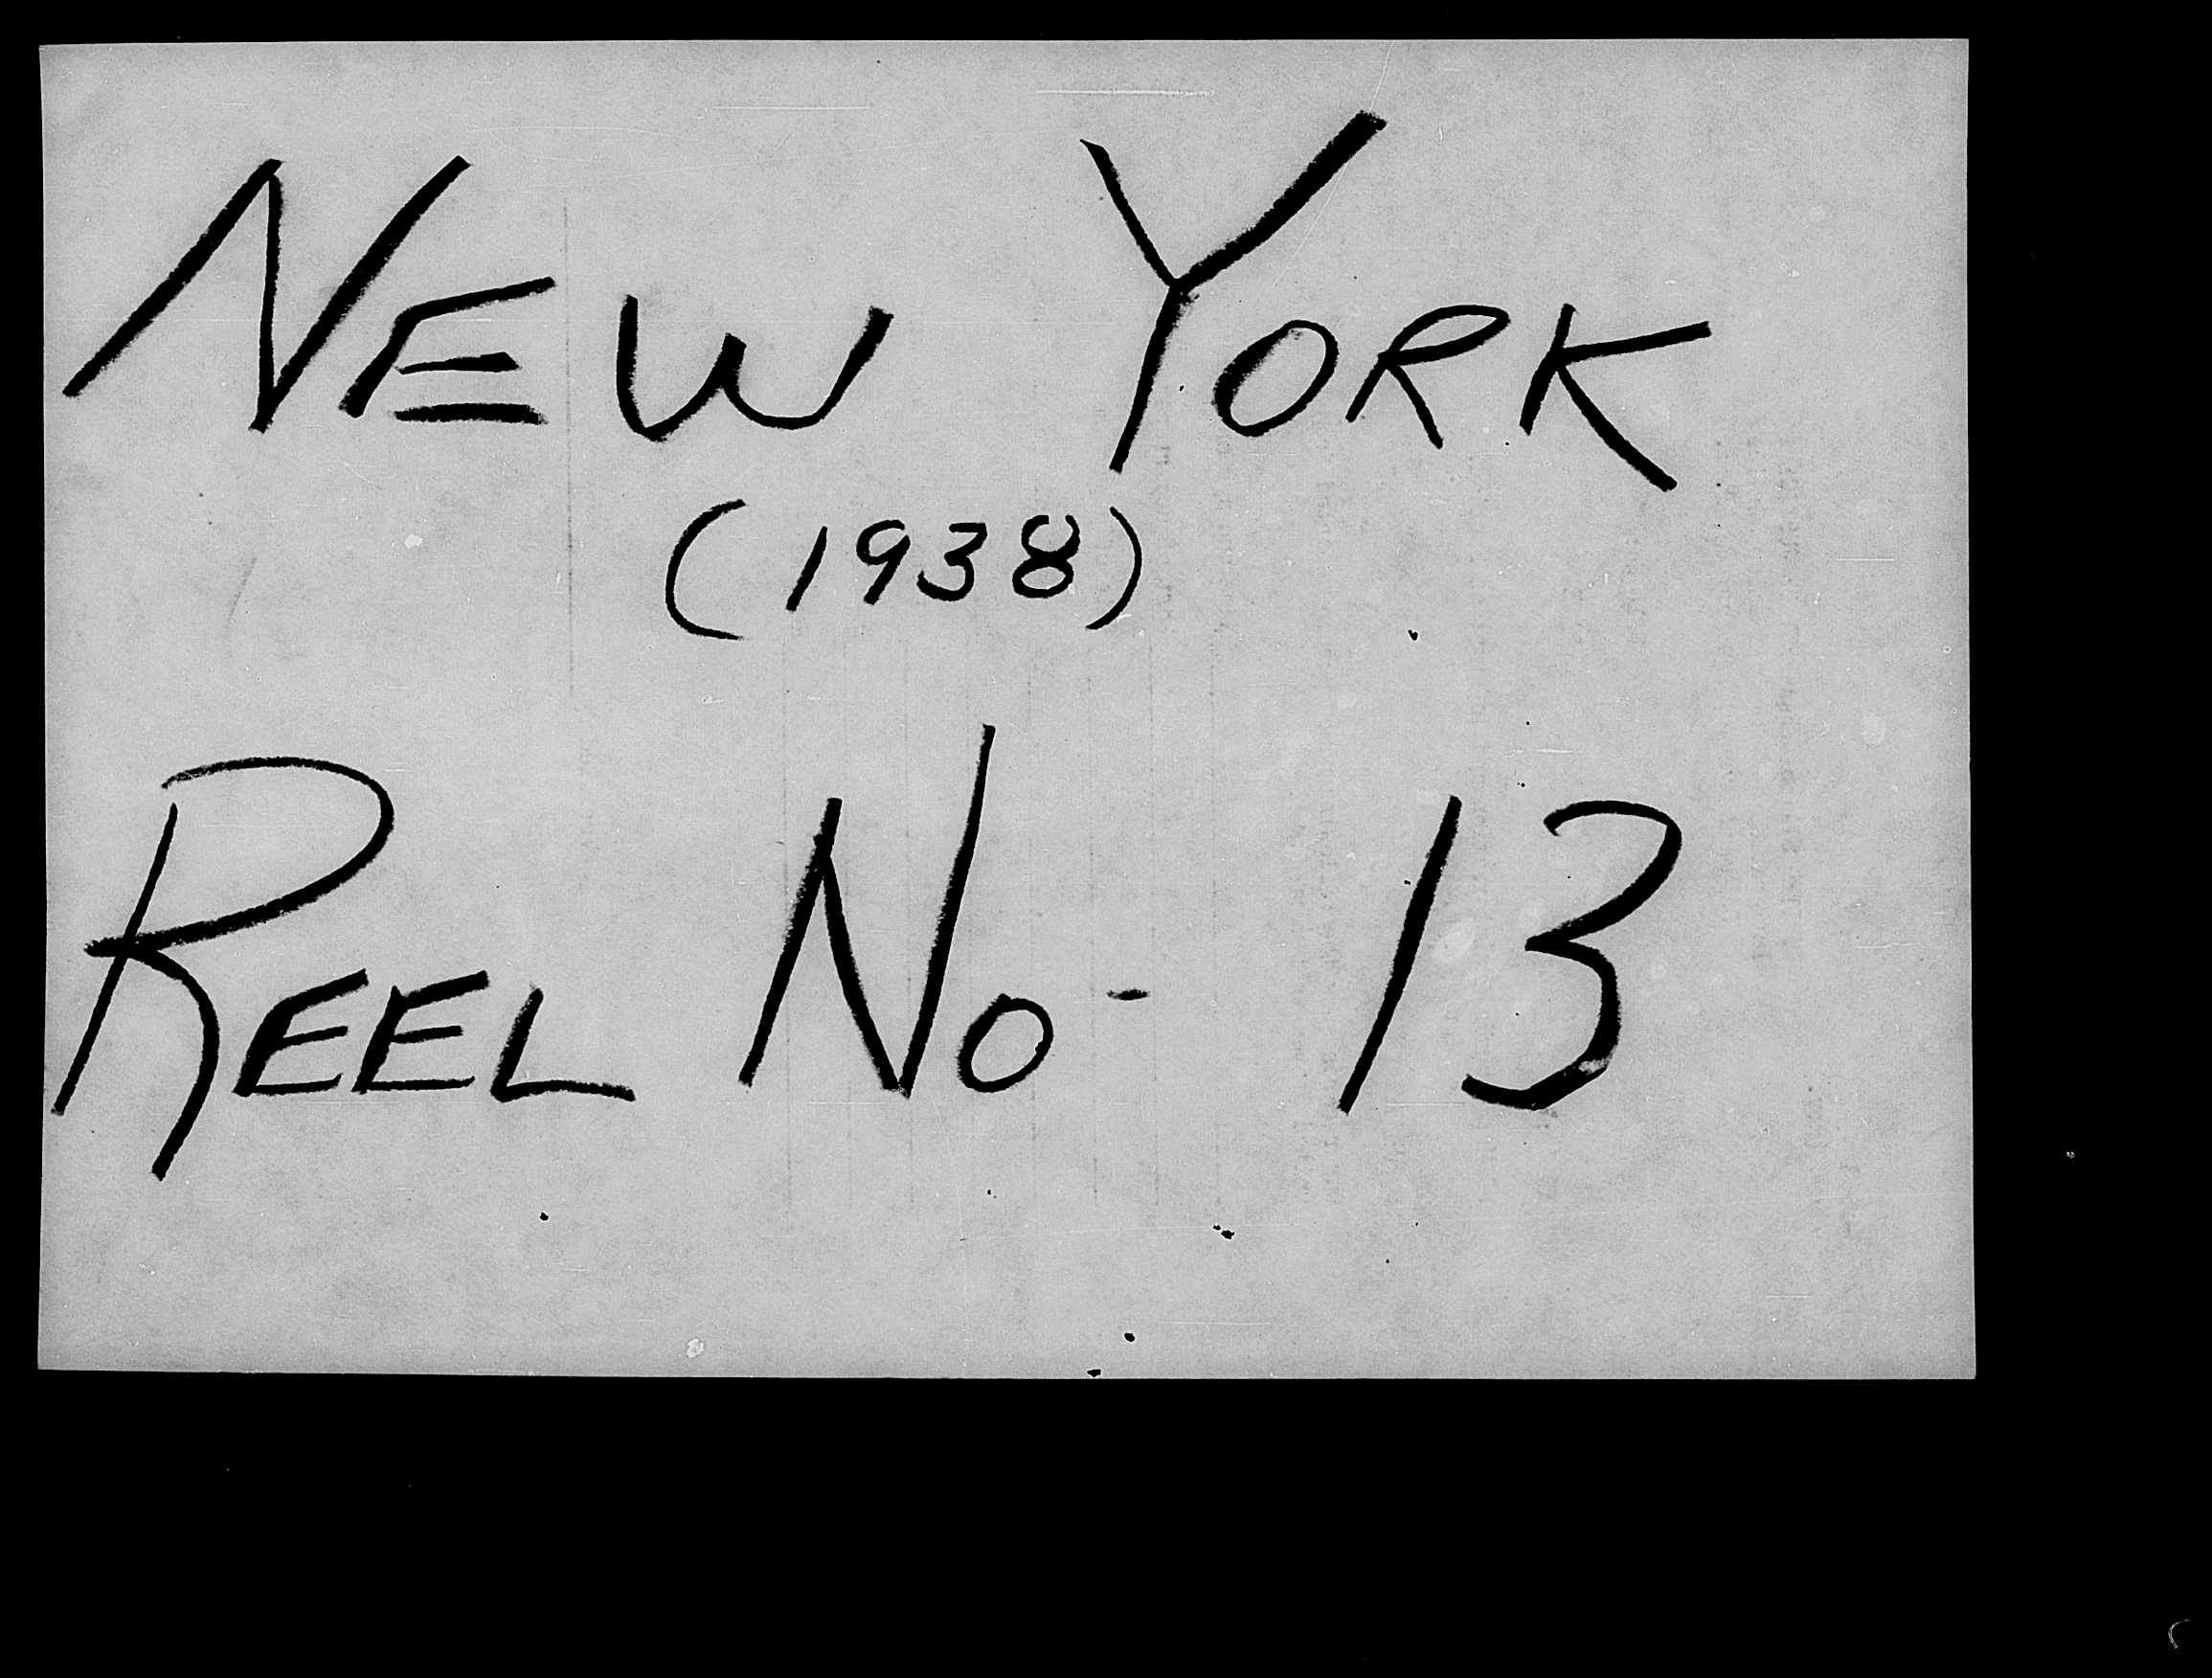 NEW YORK
(1938)
REEL No- 13